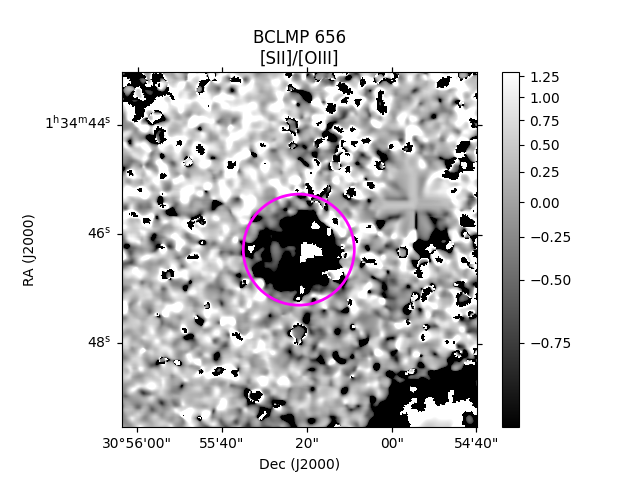 BCLMP 656
[SII]/[OIII]
RA (J2000)
1ʰ34ᵐ44ˢ
46ˢ
48ˢ
30°56'00" 55'40" 20" 00" 54'40"
Dec (J2000)
1.25
1.00
0.75
0.50
0.25
0.00
−0.25
−0.50
−0.75